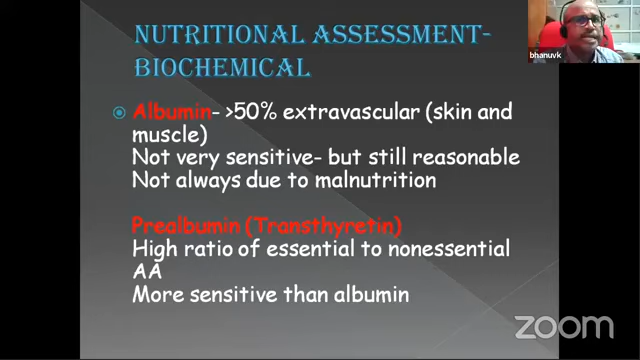 NUTRITIONAL ASSESSMENT-
BIOCHEMICAL
Albumin- >50% extravascular (skin and
muscle)
Not very sensitive- but still reasonable
Not always due to malnutrition
Prealbumin (Transthyretin)
High ratio of essential to nonessential
AA
More sensitive than albumin
bhanuvk
zoom